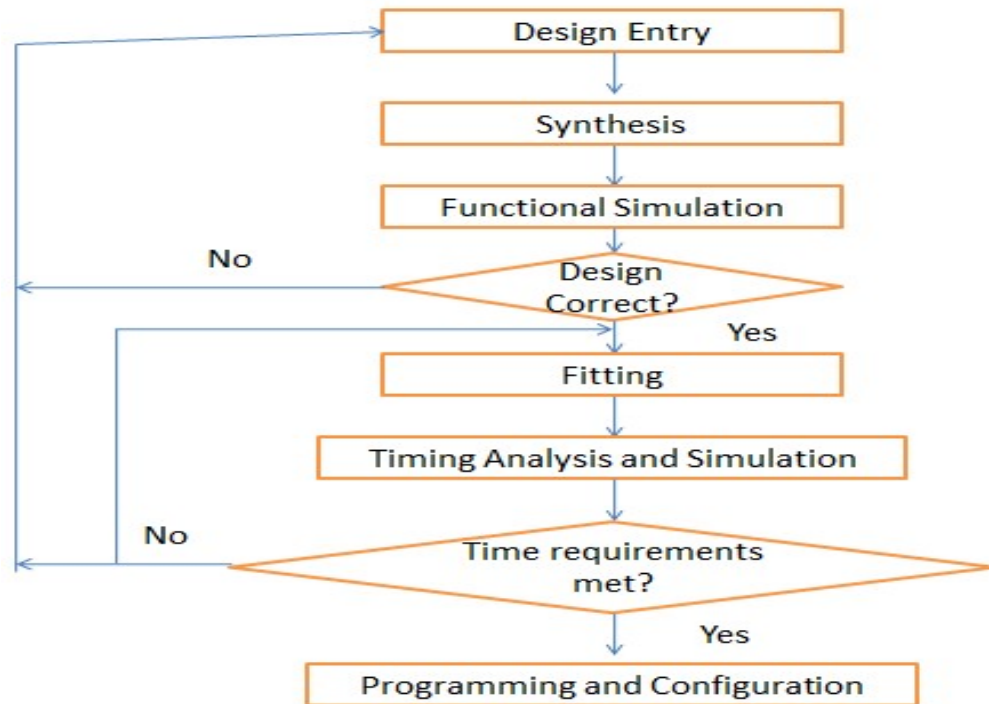 Design Entry
Synthesis
Functional Simulation
No
Design
Correct?
Yes
Fitting
Timing Analysis and Simulation
No
Time requirements
met?
Yes
Programming and Configuration